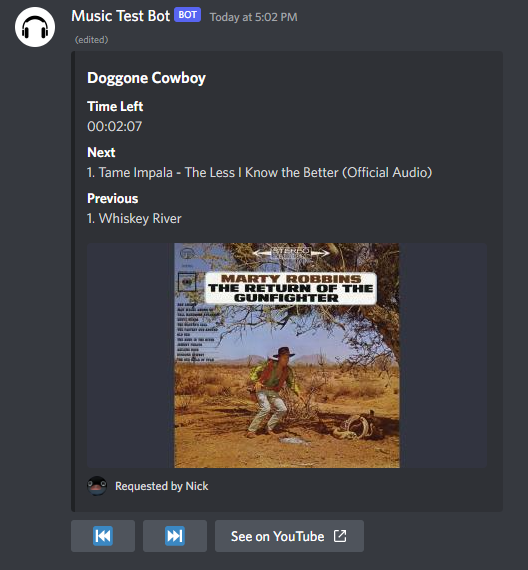 Music Test Bot BOT Today at 5:02 PM
(edited)
Doggone Cowboy
Time Left
00:02:07
Next
1. Tame Impala - The Less I Know the Better (Official Audio)
Previous
1. Whiskey River
STEREO
MARTY ROBBINS
THE RETURN OF THE
GUNFIGHTER
Requested by Nick
See on YouTube